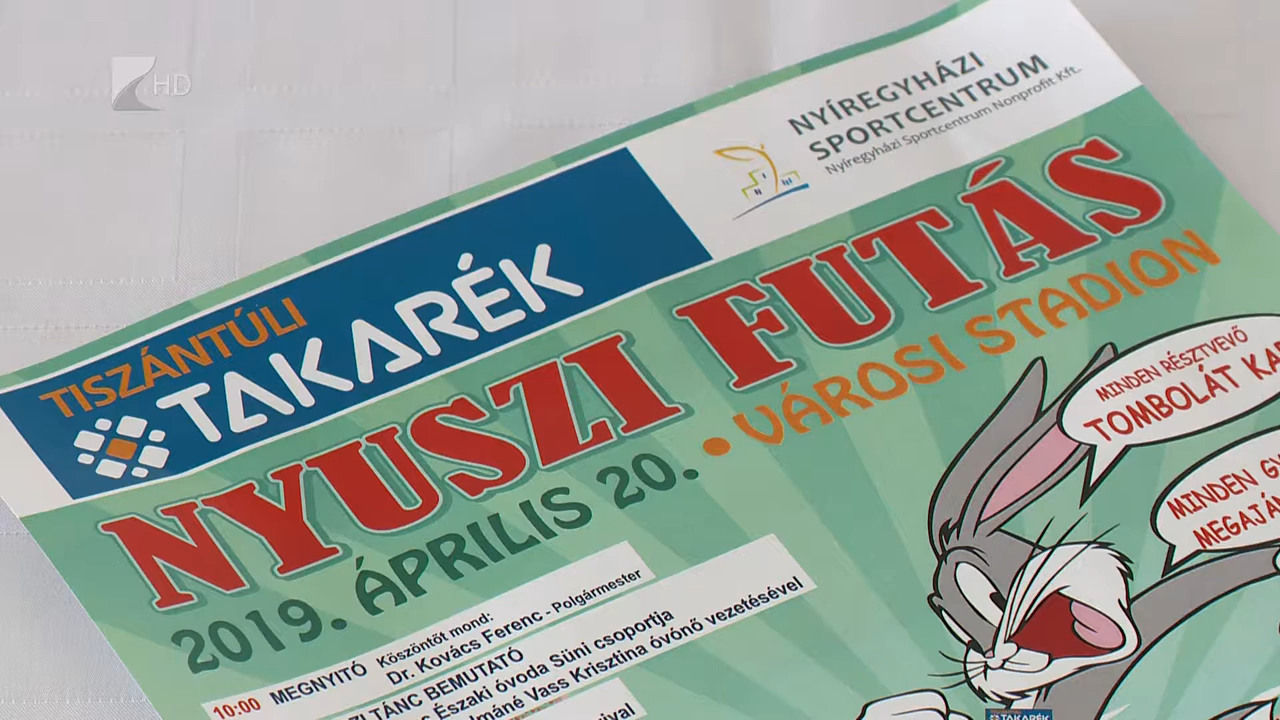 HD
NYÍREGYHÁZI
SPORTCENTRUM
Nyíregyházi Sportcentrum Nonprofit Kft.
TISZÁNTÚLI
TAKARÉK
NYUSZI FUTÁS
2019. ÁPRILIS 20. • VÁROSI STADION
MINDEN RÉSZTVEVŐ
TOMBOLÁT
MINDEN
10:00 MEGNYITÓ Köszöntőt mond:
Dr. Kovács Ferenc - Polgármester
TÁNC BEMUTATÓ
Északi óvoda Süni csoportja
Vass Krisztina óvónő vezetésével
TAKARÉK